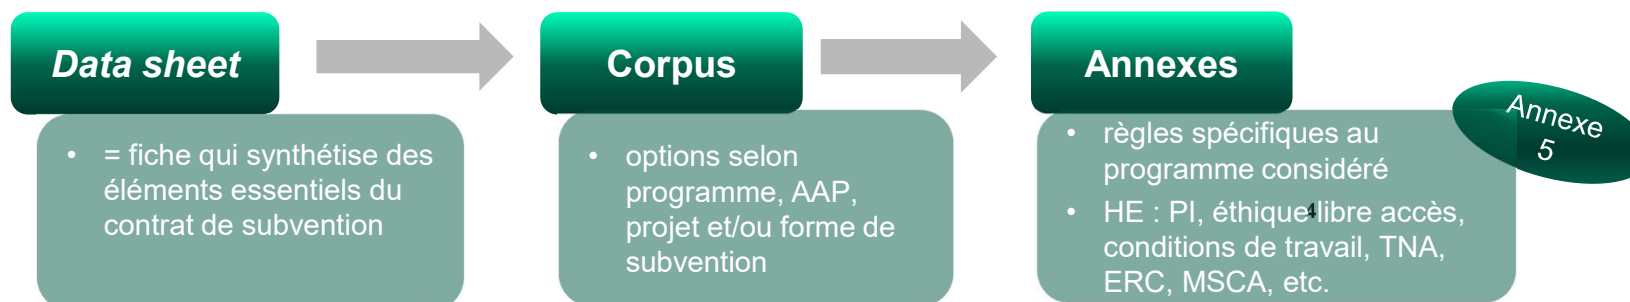 Data sheet
• = fiche qui synthétise des
éléments essentiels du
contrat de subvention
Corpus
• options selon
programme, AAP,
projet et/ou forme de
subvention
Annexes
• règles spécifiques au
programme considéré
• HE : PI, éthique libre accès,
conditions de travail, TNA,
ERC, MSCA, etc.
4
Annexe
5